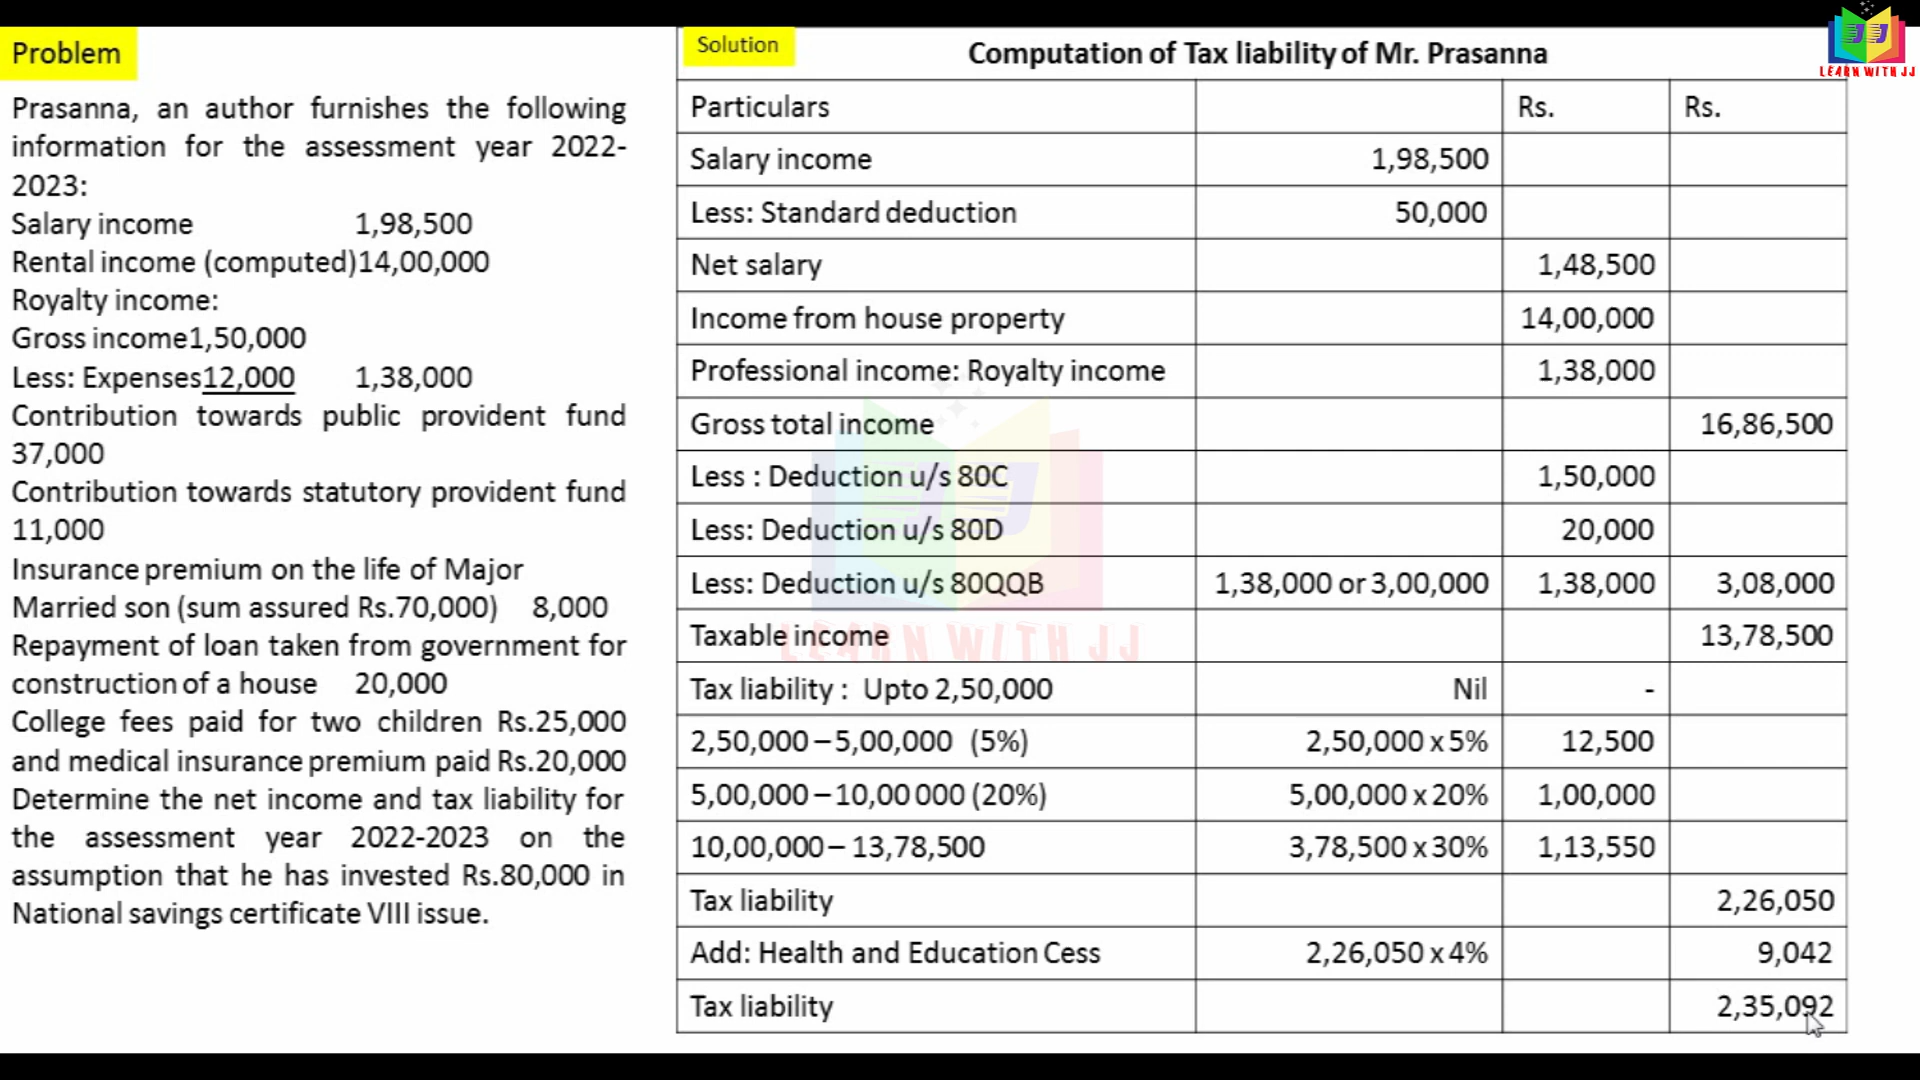 Problem
Prasanna, an author furnishes the following
information for the assessment year 2022-
2023:
Salary income 1,98,500
Rental income (computed)14,00,000
Royalty income:
Gross income1,50,000
Less: Expenses12,000 1,38,000
Contribution towards public provident fund
37,000
Contribution towards statutory provident fund
11,000
Insurance premium on the life of Major
Married son (sum assured Rs.70,000) 8,000
Repayment of loan taken from government for
construction of a house 20,000
College fees paid for two children Rs.25,000
and medical insurance premium paid Rs.20,000
Determine the net income and tax liability for
the assessment year 2022-2023 on the
assumption that he has invested Rs.80,000 in
National savings certificate VIII issue.
Solution
Computation of Tax liability of Mr. Prasanna
Particulars Rs. Rs.
Salary income 1,98,500
Less: Standard deduction 50,000
Net salary 1,48,500
Income from house property 14,00,000
Professional income: Royalty income 1,38,000
Gross total income 16,86,500
Less : Deduction u/s 80C 1,50,000
Less: Deduction u/s 80D 20,000
Less: Deduction u/s 80QQB 1,38,000 or 3,00,000 1,38,000 3,08,000
Taxable income 13,78,500
Tax liability : Upto 2,50,000 Nil -
2,50,000 – 5,00,000 (5%) 2,50,000 x 5% 12,500
5,00,000 – 10,00 000 (20%) 5,00,000 x 20% 1,00,000
10,00,000 – 13,78,500 3,78,500 x 30% 1,13,550
Tax liability 2,26,050
Add: Health and Education Cess 2,26,050 x 4% 9,042
Tax liability 2,35,092
JJ
LEARN WITH JJ
LEARN WITH JJ